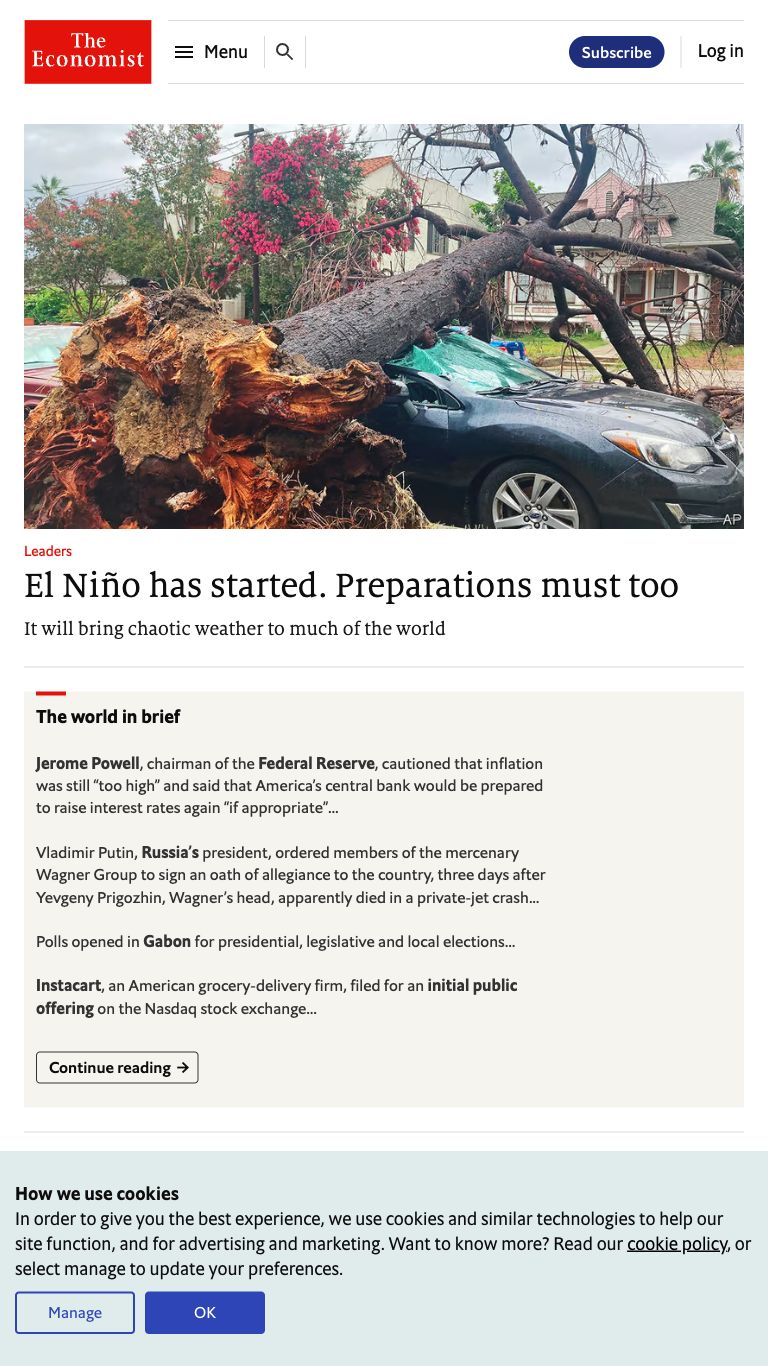 The
Economist
Menu
Subscribe
Log in
AP
Leaders
El Niño has started. Preparations must too
It will bring chaotic weather to much of the world
The world in brief
Jerome Powell, chairman of the Federal Reserve, cautioned that inflation
was still “too high” and said that America’s central bank would be prepared
to raise interest rates again “if appropriate”…
Vladimir Putin, Russia’s president, ordered members of the mercenary
Wagner Group to sign an oath of allegiance to the country, three days after
Yevgeny Prigozhin, Wagner’s head, apparently died in a private-jet crash…
Polls opened in Gabon for presidential, legislative and local elections…
Instacart, an American grocery-delivery firm, filed for an initial public
offering on the Nasdaq stock exchange…
Continue reading →
How we use cookies
In order to give you the best experience, we use cookies and similar technologies to help our
site function, and for advertising and marketing. Want to know more? Read our cookie policy, or
select manage to update your preferences.
Manage
OK